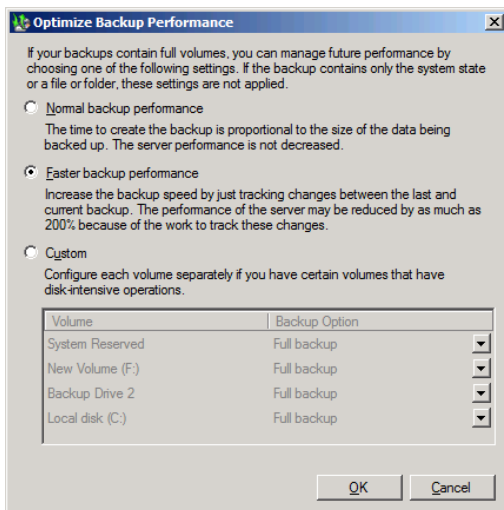 Optimize Backup Performance
If your backups contain full volumes, you can manage future performance by
choosing one of the following settings. If the backup contains only the system state
or a file or folder, these settings are not applied.
Normal backup performance
The time to create the backup is proportional to the size of the data being
backed up. The server performance is not decreased.
Faster backup performance
Increase the backup speed by just tracking changes between the last and
current backup. The performance of the server may be reduced by as much as
200% because of the work to track these changes.
Custom
Configure each volume separately if you have certain volumes that have
disk-intensive operations.
Volume Backup Option
System Reserved Full backup
New Volume (F:) Full backup
Backup Drive 2 Full backup
Local disk (C:) Full backup
OK Cancel